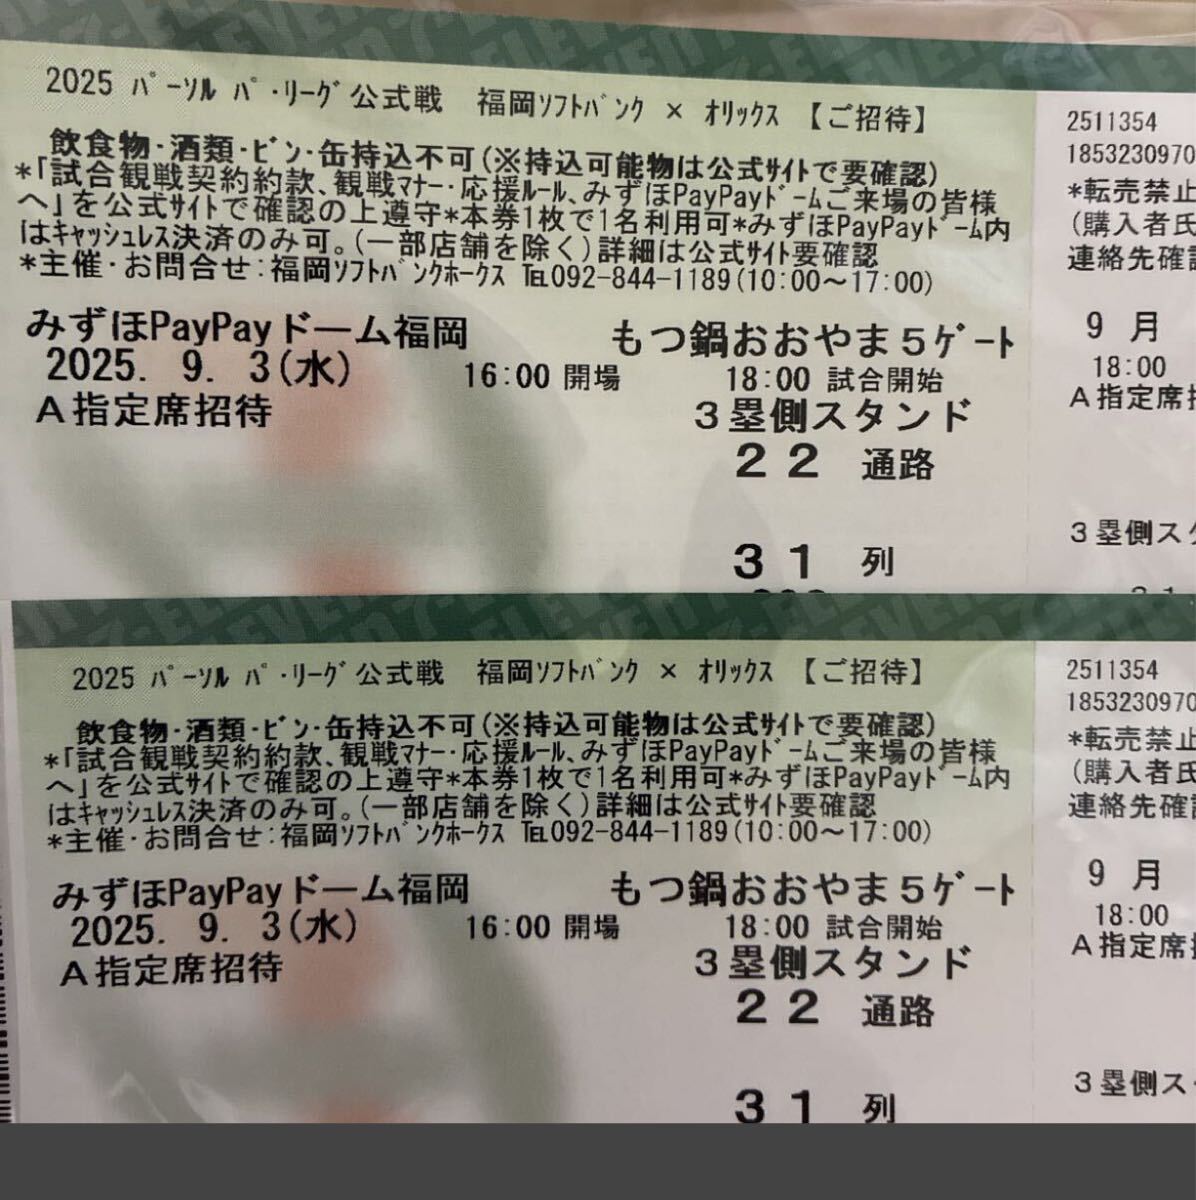 2025 ﾊﾟｰｿﾙ ﾊﾟ･ﾘｰｸﾞ公式戦　福岡ｿﾌﾄﾊﾞﾝｸ × ｵﾘｯｸｽ 【ご招待】
飲食物･酒類･ﾋﾞﾝ･缶持込不可(※持込可能物は公式ｻｲﾄで要確認)
*｢試合観戦契約約款､観戦ﾏﾅｰ･応援ﾙｰﾙ､みずほPayPayﾄﾞｰﾑご来場の皆様
へ｣を公式ｻｲﾄで確認の上遵守*本券1枚で1名利用可*みずほPayPayﾄﾞｰﾑ内
はｷｬｯｼｭﾚｽ決済のみ可｡(一部店舗を除く)詳細は公式ｻｲﾄ要確認
*主催･お問合せ:福岡ｿﾌﾄﾊﾞﾝｸﾎｰｸｽ ℡092-844-1189(10:00～17:00)
みずほPayPayドーム福岡　もつ鍋おおやま５ｹﾞｰﾄ
2025. 9. 3(水)　16:00 開場　18:00 試合開始
Ａ指定席招待　３塁側スタンド
２２ 通路
３１ 列
2511354
1853230970
*転売禁止
(購入者氏
連絡先確認
9 月
18:00
Ａ指定席招
３塁側スタ
2025 ﾊﾟｰｿﾙ ﾊﾟ･ﾘｰｸﾞ公式戦　福岡ｿﾌﾄﾊﾞﾝｸ × ｵﾘｯｸｽ 【ご招待】
飲食物･酒類･ﾋﾞﾝ･缶持込不可(※持込可能物は公式ｻｲﾄで要確認)
*｢試合観戦契約約款､観戦ﾏﾅｰ･応援ﾙｰﾙ､みずほPayPayﾄﾞｰﾑご来場の皆様
へ｣を公式ｻｲﾄで確認の上遵守*本券1枚で1名利用可*みずほPayPayﾄﾞｰﾑ内
はｷｬｯｼｭﾚｽ決済のみ可｡(一部店舗を除く)詳細は公式ｻｲﾄ要確認
*主催･お問合せ:福岡ｿﾌﾄﾊﾞﾝｸﾎｰｸｽ ℡092-844-1189(10:00～17:00)
みずほPayPayドーム福岡　もつ鍋おおやま５ｹﾞｰﾄ
2025. 9. 3(水)　16:00 開場　18:00 試合開始
Ａ指定席招待　３塁側スタンド
２２ 通路
３１ 列
2511354
1853230970
*転売禁止
(購入者氏
連絡先確
9 月
18:00
Ａ指定席招
３塁側ス